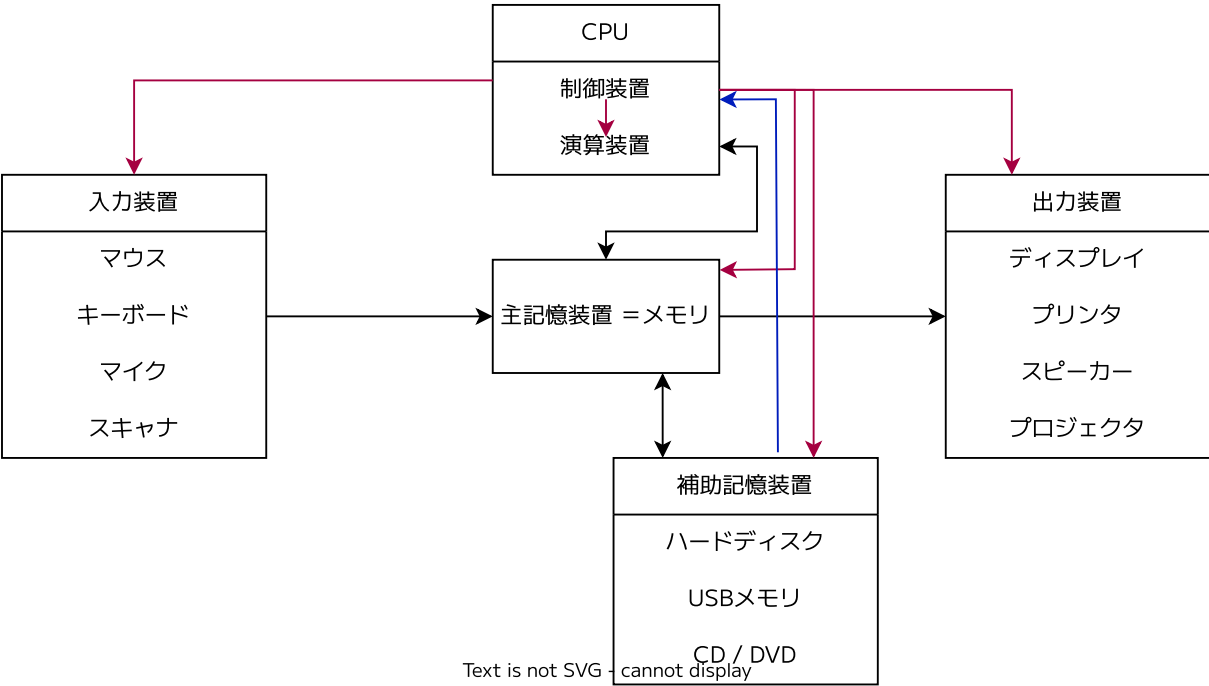 CPU
制御装置
演算装置
入力装置
マウス
キーボード
マイク
スキャナ
主記憶装置 ＝メモリ
出力装置
ディスプレイ
プリンタ
スピーカー
プロジェクタ
補助記憶装置
ハードディスク
USBメモリ
CD / DVD
Text is not SVG - cannot display